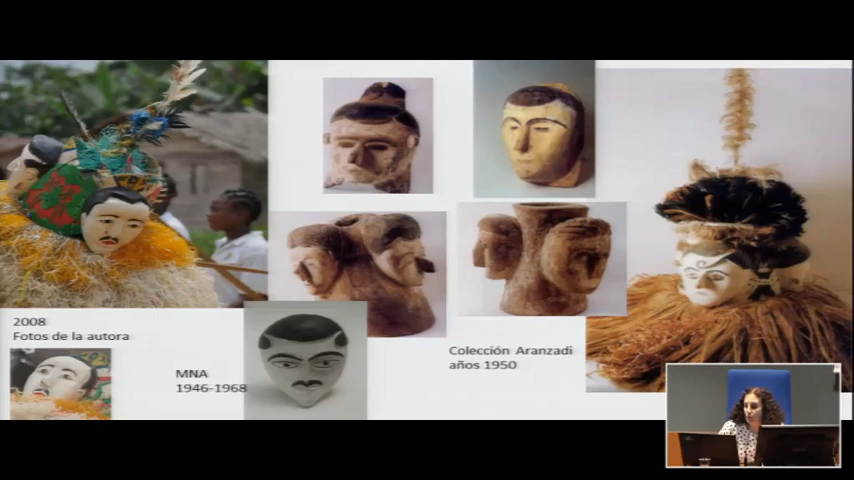 2008
Fotos de la autora
MNA
1946-1968
Colección Aranzadi
años 1950